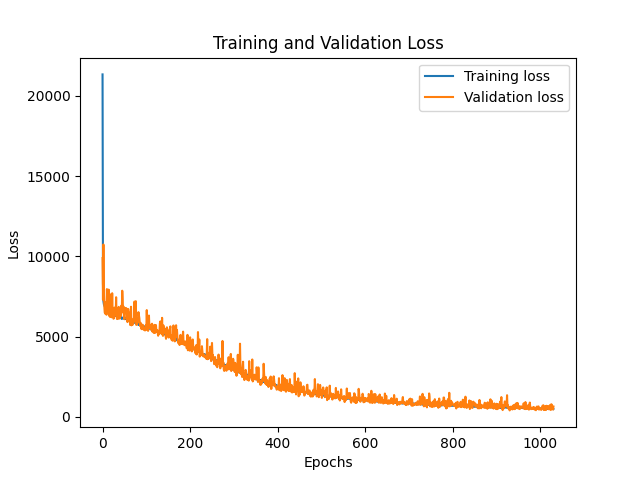 Training and Validation Loss
Training loss
Validation loss
20000
15000
10000
5000
0
Loss
0 200 400 600 800 1000
Epochs